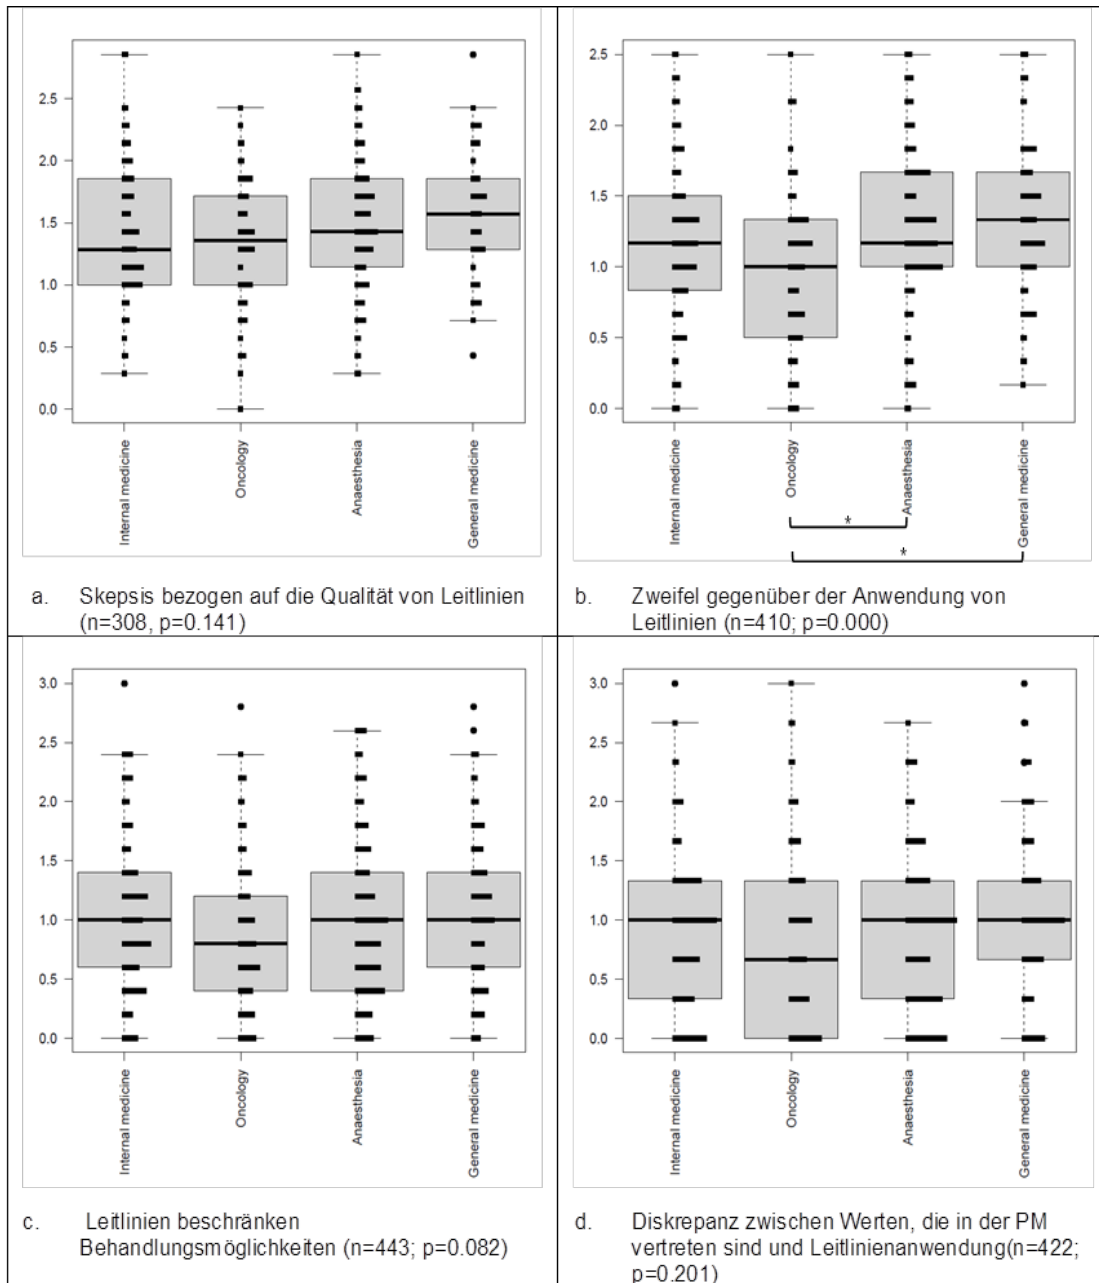 2.5
2.0
1.5
1.0
0.5
0.0
Internal medicine
Oncology
Anaesthesia
General medicine
a. Skepsis bezogen auf die Qualität von Leitlinien
(n=308, p=0.141)
2.5
2.0
1.5
1.0
0.5
0.0
Internal medicine
Oncology
Anaesthesia
General medicine
*
*
b. Zweifel gegenüber der Anwendung von
Leitlinien (n=410; p=0.000)
3.0
2.5
2.0
1.5
1.0
0.5
0.0
Internal medicine
Oncology
Anaesthesia
General medicine
c. Leitlinien beschränken
Behandlungsmöglichkeiten (n=443; p=0.082)
3.0
2.5
2.0
1.5
1.0
0.5
0.0
Internal medicine
Oncology
Anaesthesia
General medicine
d. Diskrepanz zwischen Werten, die in der PM
vertreten sind und Leitlinienanwendung(n=422;
p=0.201)